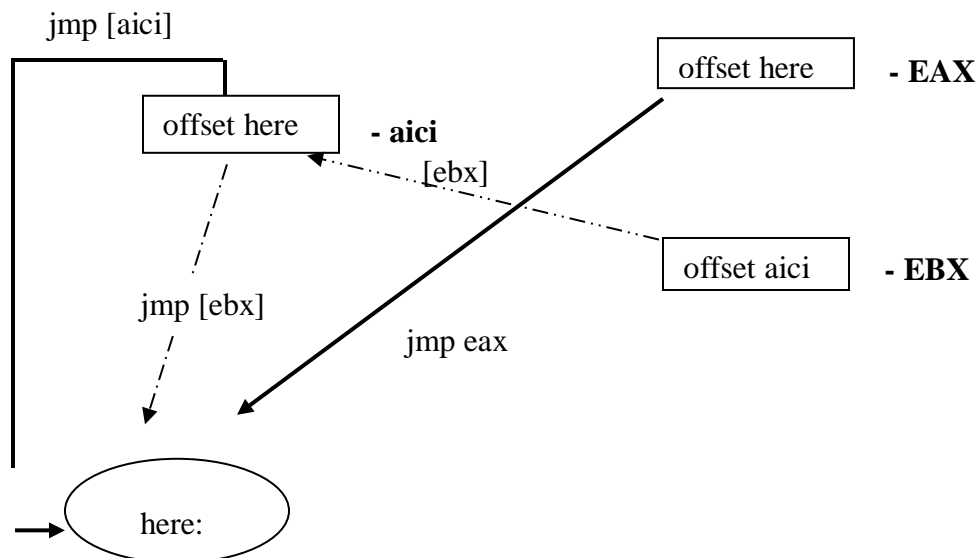 jmp [aici]
offset here - EAX
offset here - aici
[ebx]
offset aici - EBX
jmp [ebx]
jmp eax
here: